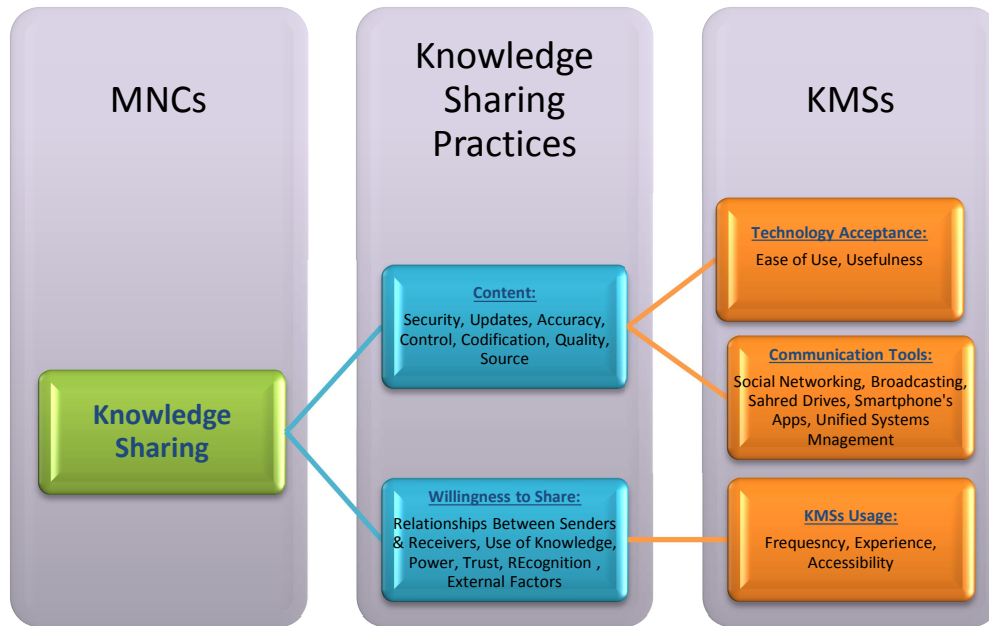 MNCs
Knowledge
Sharing
Practices
KMSs
Knowledge
Sharing
Content:
Security, Updates, Accuracy,
Control, Codification, Quality,
Source
Willingness to Share:
Relationships Between Senders
& Receivers, Use of Knowledge,
Power, Trust, REcognition ,
External Factors
Technology Acceptance:
Ease of Use, Usefulness
Communication Tools:
Social Networking, Broadcasting,
Sahred Drives, Smartphone's
Apps, Unified Systems
Mnagement
KMSs Usage:
Frequesncy, Experience,
Accessibility